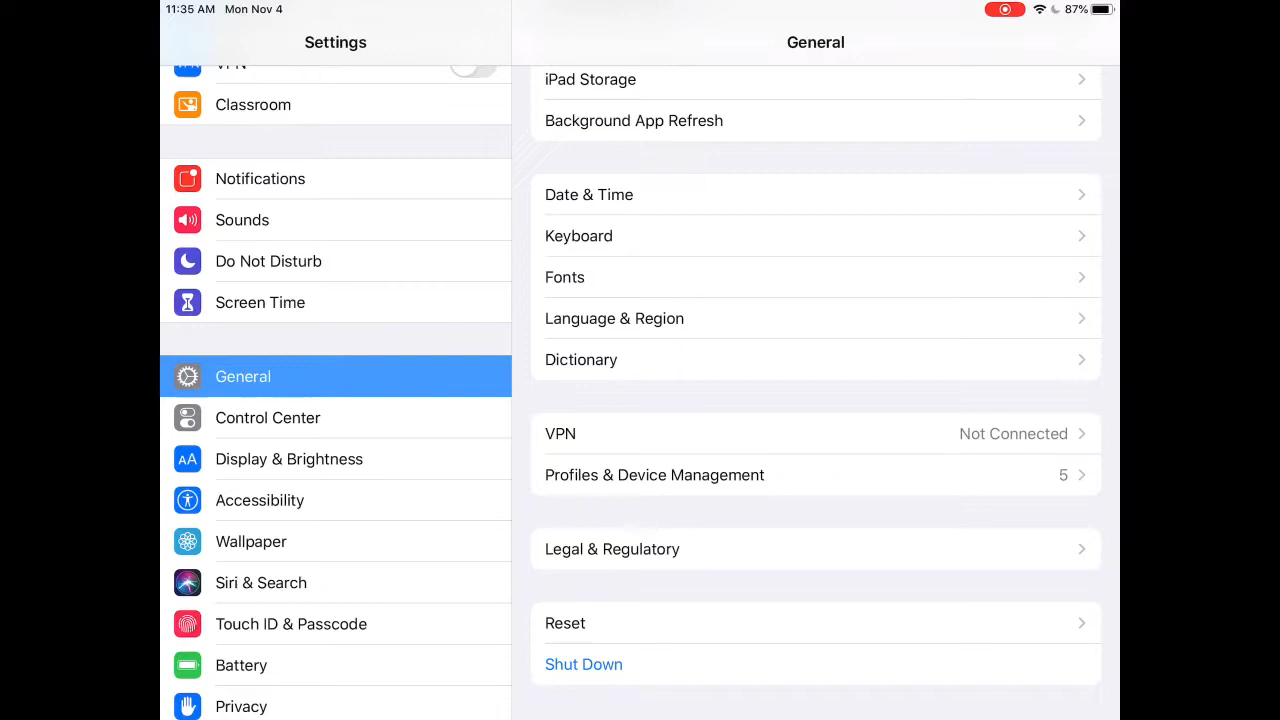 11:35 AM Mon Nov 4
87%
Settings
VPN
Classroom
Notifications
Sounds
Do Not Disturb
Screen Time
General
Control Center
AA Display & Brightness
Accessibility
Wallpaper
Siri & Search
Touch ID & Passcode
Battery
Privacy
General
iPad Storage
Background App Refresh
Date & Time
Keyboard
Fonts
Language & Region
Dictionary
VPN Not Connected
Profiles & Device Management 5
Legal & Regulatory
Reset
Shut Down